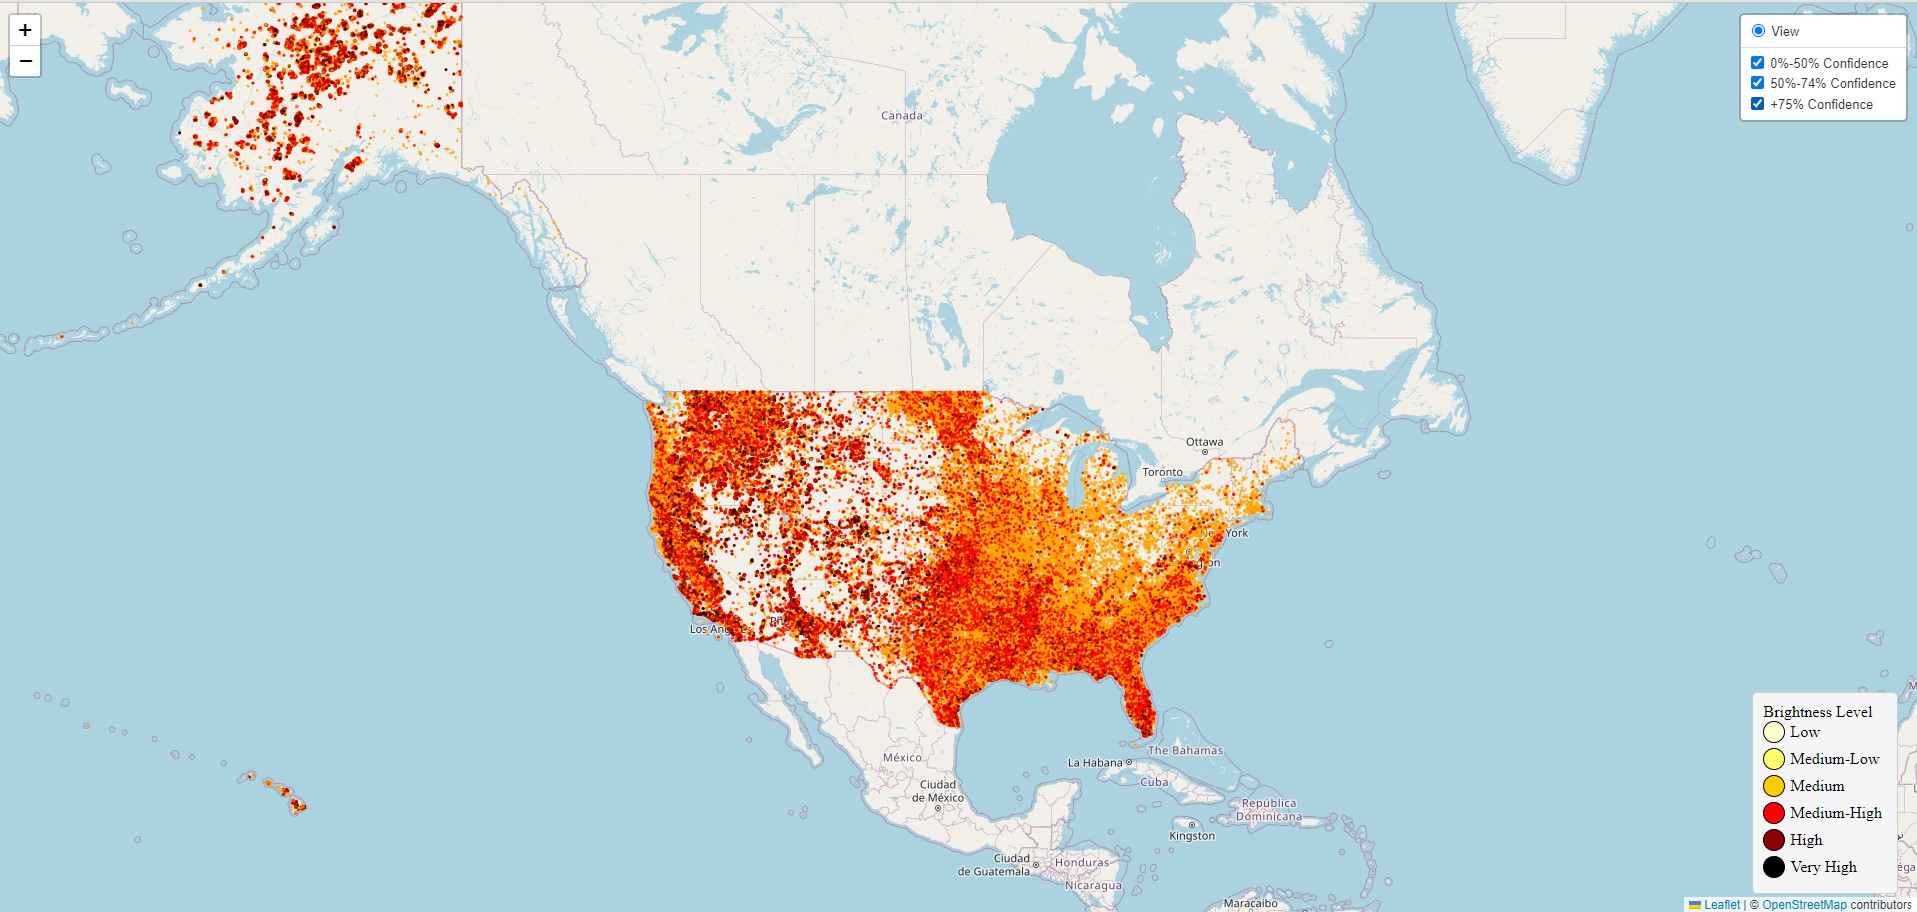 +
−
View
0%-50% Confidence
50%-74% Confidence
+75% Confidence
Canada
Ottawa
Toronto
York
Los Ang
México
Ciudad
de México
La Habana
The Bahamas
Cuba
República
Dominicana
Kingston
Ciudad
de Guatemala
Honduras
Nicaragua
Maracaibo
Brightness Level
Low
Medium-Low
Medium
Medium-High
High
Very High
Leaflet | © OpenStreetMap contributors